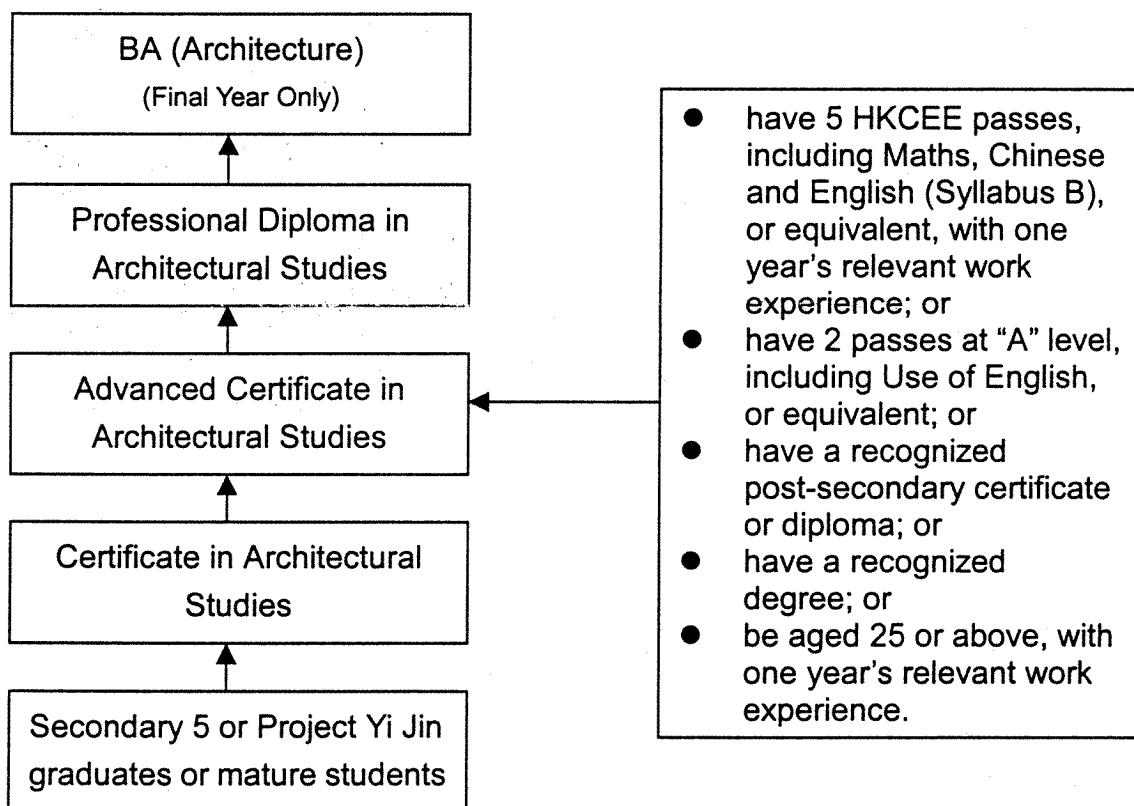 BA (Architecture)
(Final Year Only)
Professional Diploma in
Architectural Studies
Advanced Certificate in
Architectural Studies
Certificate in Architectural
Studies
Secondary 5 or Project Yi Jin
graduates or mature students
● have 5 HKCEE passes,
including Maths, Chinese
and English (Syllabus B),
or equivalent, with one
year's relevant work
experience; or
● have 2 passes at “A” level,
including Use of English,
or equivalent; or
● have a recognized
post-secondary certificate
or diploma; or
● have a recognized
degree; or
● be aged 25 or above, with
one year's relevant work
experience.